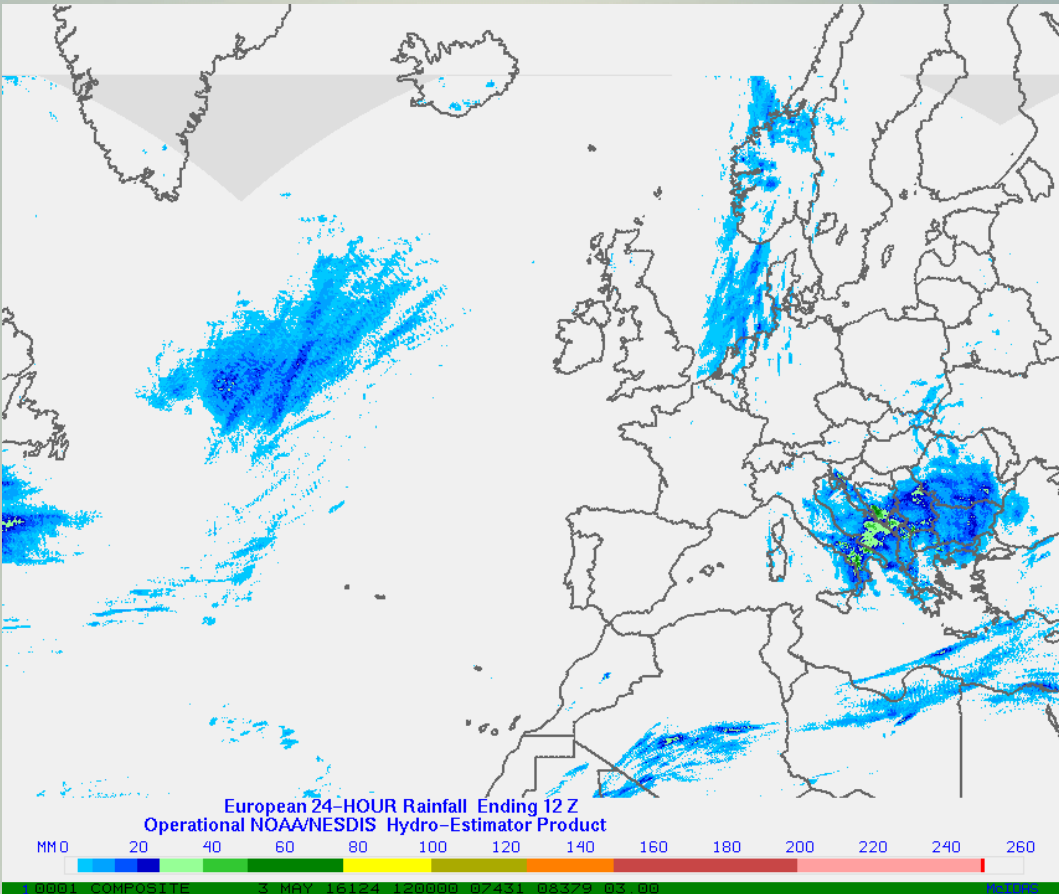 European 24-HOUR Rainfall Ending 12 Z
Operational NOAA/NESDIS Hydro-Estimator Product
MM 0 20 40 60 80 100 120 140 160 180 200 220 240 260
1 0001 COMPOSITE 3 MAY 16124 120000 07431 08379 03.00 McIDAS